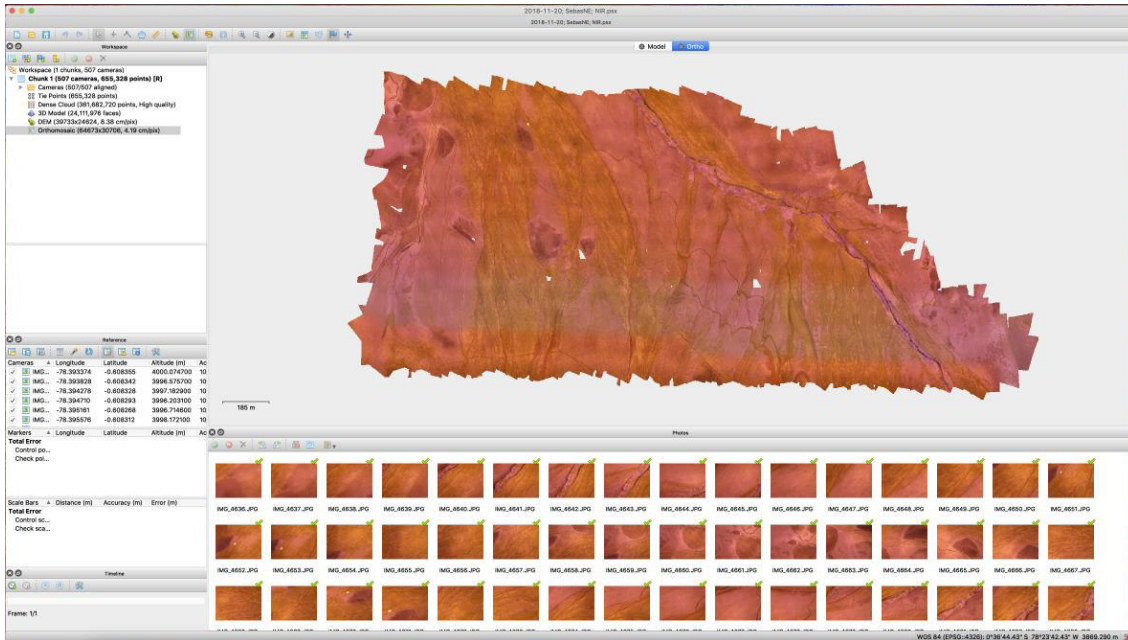 2018-11-20; SebasNE; NIR.psx
2018-11-20; SebasNE; NIR.psx
Workspace
Workspace (1 chunks, 507 cameras)
Chunk 1 (507 cameras, 655,328 points) [R]
Cameras (507/507 aligned)
Tie Points (655,328 points)
Dense Cloud (361,682,720 points, High quality)
3D Model (24,111,976 faces)
DEM (39733x24624, 8.38 cm/pix)
Orthomosaic (64673x30706, 4.19 cm/pix)
Model Ortho
185 m
Reference
Cameras Longitude Latitude Altitude (m) Ac
IMG... -78.393374 -0.608355 4000.074700 10
IMG... -78.393828 -0.608342 3996.575700 10
IMG... -78.394278 -0.608328 3997.182900 10
IMG... -78.394710 -0.608293 3996.203100 10
IMG... -78.395161 -0.608268 3996.714600 10
IMG... -78.395576 -0.608312 3998.172100 10
Markers Longitude Latitude Altitude (m) Ac
Total Error
Control po...
Check poi...
Scale Bars Distance (m) Accuracy (m) Error (m)
Total Error
Control sc...
Check sca...
Timeline
Frame: 1/1
Photos
IMG_4636.JPG IMG_4637.JPG IMG_4638.JPG IMG_4639.JPG IMG_4640.JPG IMG_4641.JPG IMG_4642.JPG IMG_4643.JPG IMG_4644.JPG IMG_4645.JPG IMG_4646.JPG IMG_4647.JPG IMG_4648.JPG IMG_4649.JPG IMG_4650.JPG IMG_4651.JPG
IMG_4652.JPG IMG_4653.JPG IMG_4654.JPG IMG_4655.JPG IMG_4656.JPG IMG_4657.JPG IMG_4658.JPG IMG_4659.JPG IMG_4660.JPG IMG_4661.JPG IMG_4662.JPG IMG_4663.JPG IMG_4664.JPG IMG_4665.JPG IMG_4666.JPG IMG_4667.JPG
WGS 84 (EPSG::4326): 0°36'44.43" S 78°23'42.43" W 3869.290 m